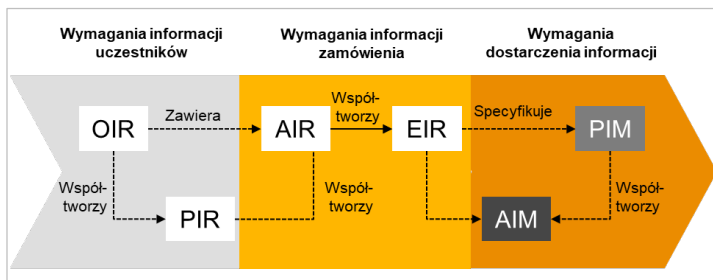 Wymagania informacji
uczestników
Wymagania informacji
zamówienia
Wymagania
dostarczenia informacji
OIR
Zawiera
AIR
Współ-
tworzy
EIR
Specyfikuje
PIM
Współ-
tworzy
PIR
Współ-
tworzy
AIM
Współ-
tworzy